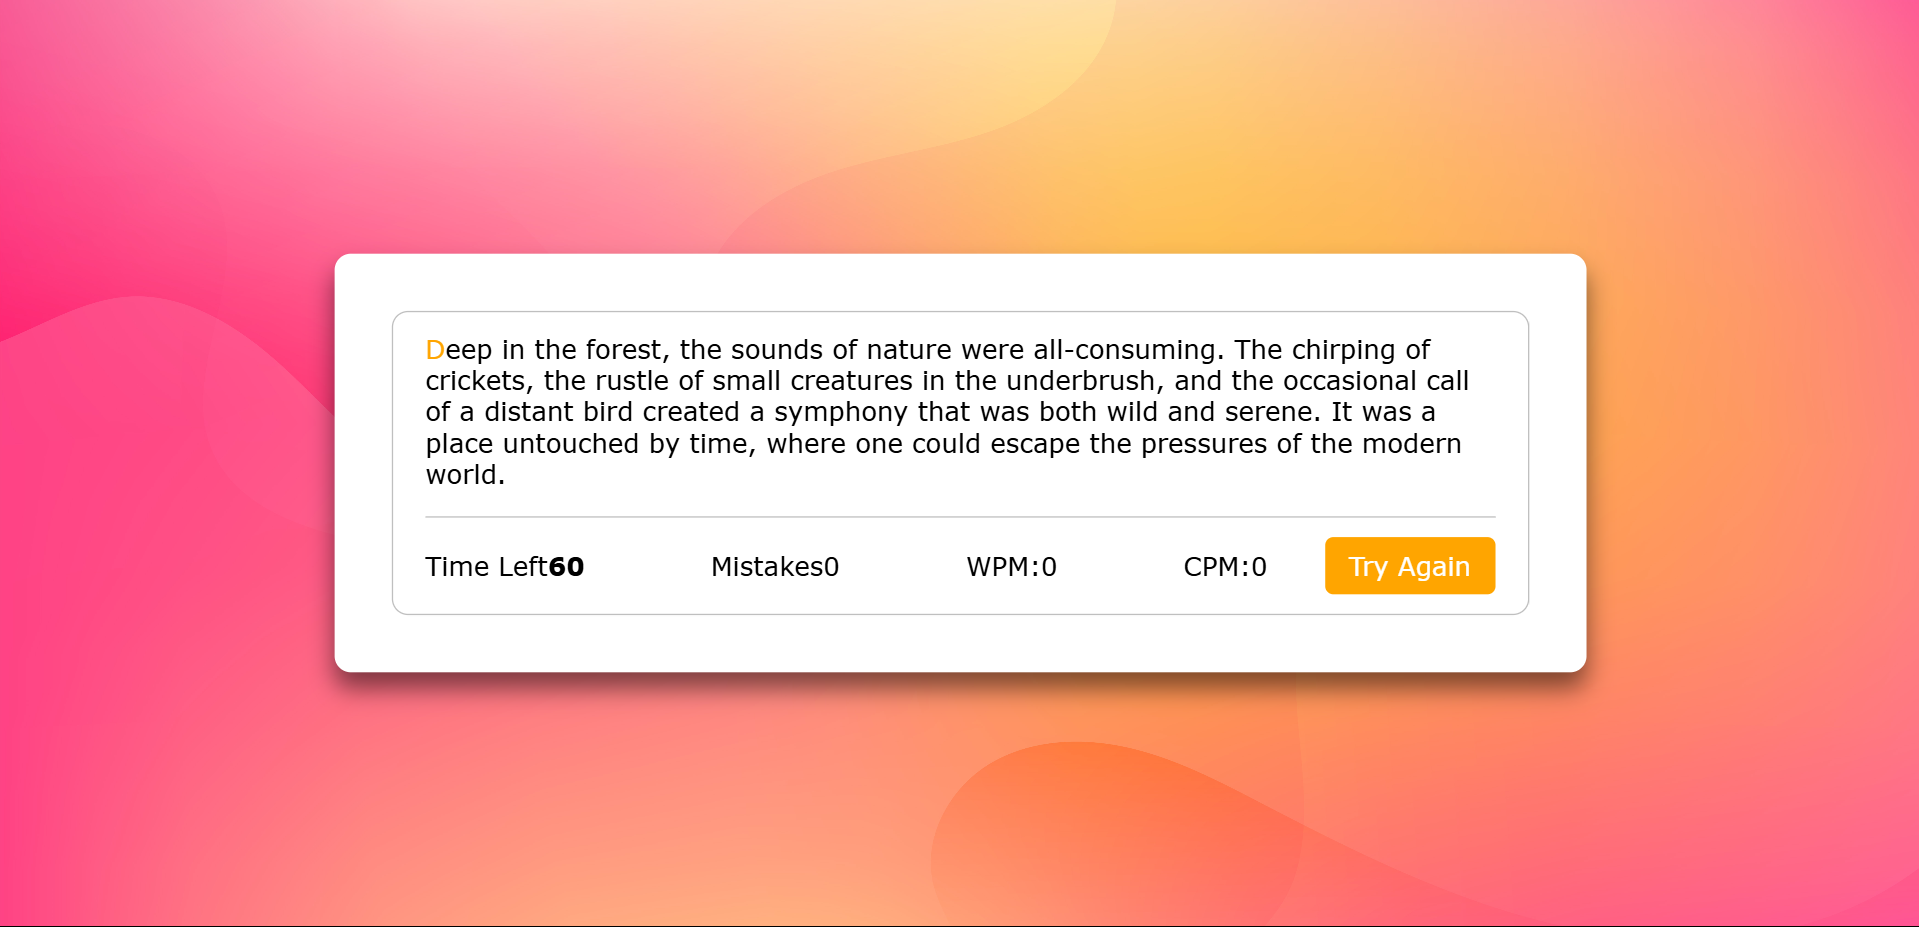 Deep in the forest, the sounds of nature were all-consuming. The chirping of
crickets, the rustle of small creatures in the underbrush, and the occasional call
of a distant bird created a symphony that was both wild and serene. It was a
place untouched by time, where one could escape the pressures of the modern
world.
Time Left60 Mistakes0 WPM:0 CPM:0 Try Again